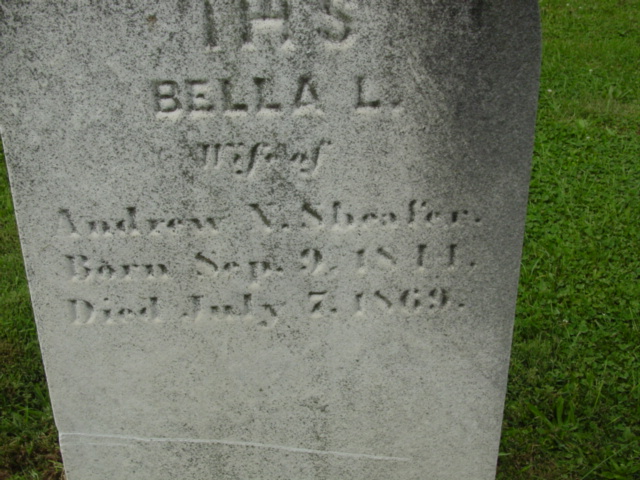 IHS
BELLA L.
Wife of
Andrew N. Sheafer.
Born Sep. 9, 1841.
Died July 7, 1869.